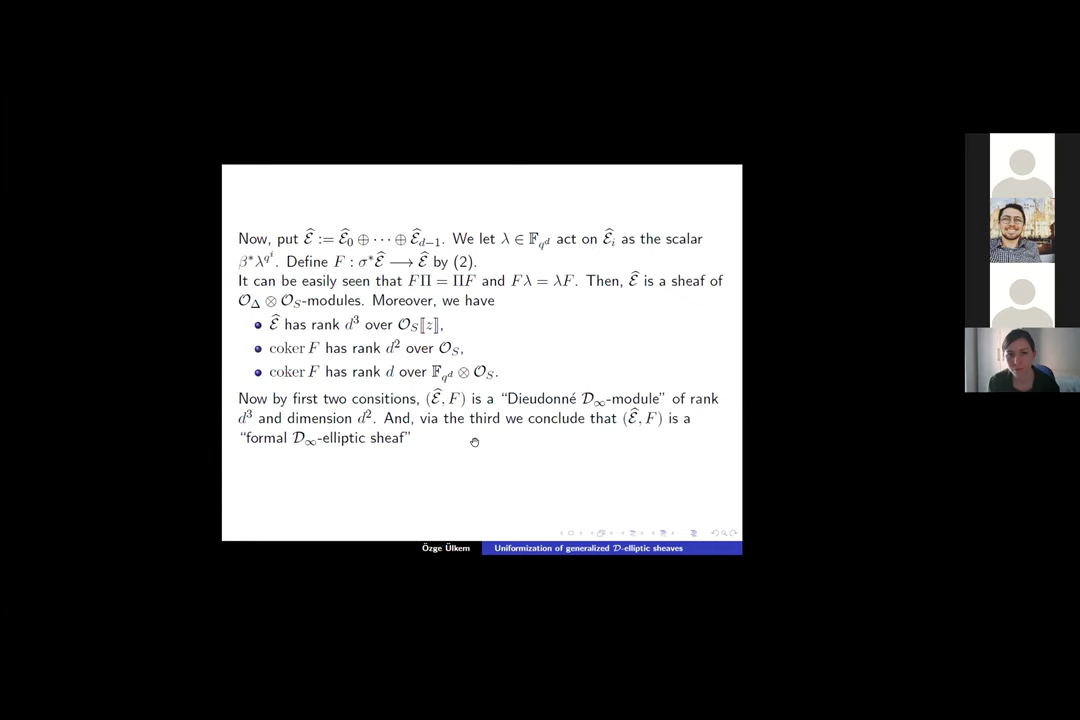 Now, put $\widehat{\mathcal{E}} := \widehat{\mathcal{E}}_0 \oplus \cdots \oplus \widehat{\mathcal{E}}_{d-1}$. We let $\lambda \in \mathbb{F}_{q^d}$ act on $\widehat{\mathcal{E}}_i$ as the scalar
$\beta^* \lambda^{q^i}$. Define $F : \sigma^* \widehat{\mathcal{E}} \longrightarrow \widehat{\mathcal{E}}$ by (2).
It can be easily seen that $F\Pi = \Pi F$ and $F\lambda = \lambda F$. Then, $\widehat{\mathcal{E}}$ is a sheaf of
$\mathcal{O}_\Delta \otimes \mathcal{O}_S$-modules. Moreover, we have
• $\widehat{\mathcal{E}}$ has rank $d^3$ over $\mathcal{O}_S[\![z]\!]$,
• coker $F$ has rank $d^2$ over $\mathcal{O}_S$,
• coker $F$ has rank $d$ over $\mathbb{F}_{q^d} \otimes \mathcal{O}_S$.
Now by first two consitions, $(\widehat{\mathcal{E}}, F)$ is a “Dieudonné $\mathcal{D}_\infty$-module” of rank
$d^3$ and dimension $d^2$. And, via the third we conclude that $(\widehat{\mathcal{E}}, F)$ is a
“formal $\mathcal{D}_\infty$-elliptic sheaf”
Özge Ülkem Uniformization of generalized $\mathcal{D}$-elliptic sheaves